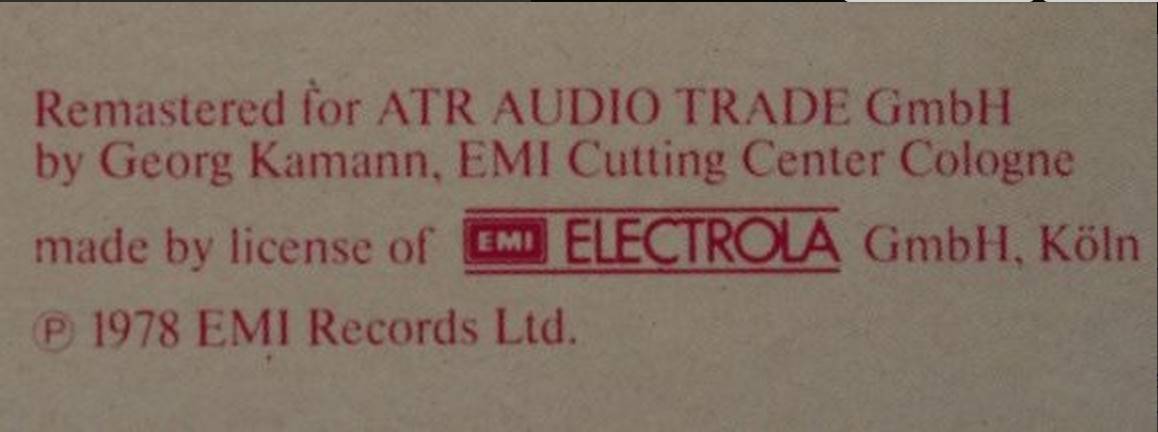 Remastered for ATR AUDIO TRADE GmbH
by Georg Kamann, EMI Cutting Center Cologne
made by license of EMI ELECTROLA GmbH, Köln
℗ 1978 EMI Records Ltd.